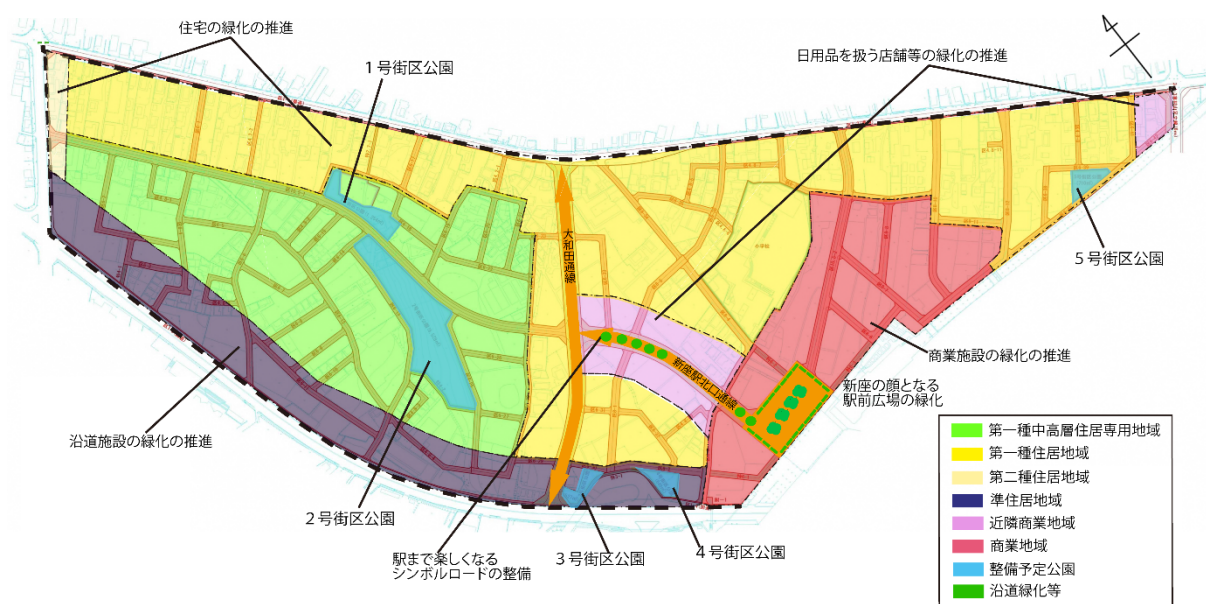 住宅の緑化の推進
1号街区公園
日用品を扱う店舗等の緑化の推進
大和田通線
5号街区公園
新座駅北口通線
商業施設の緑化の推進
新座の顔となる
駅前広場の緑化
沿道施設の緑化の推進
2号街区公園
駅まで楽しくなる
シンボルロードの整備
3号街区公園
4号街区公園
第一種中高層住居専用地域
第一種住居地域
第二種住居地域
準住居地域
近隣商業地域
商業地域
整備予定公園
沿道緑化等